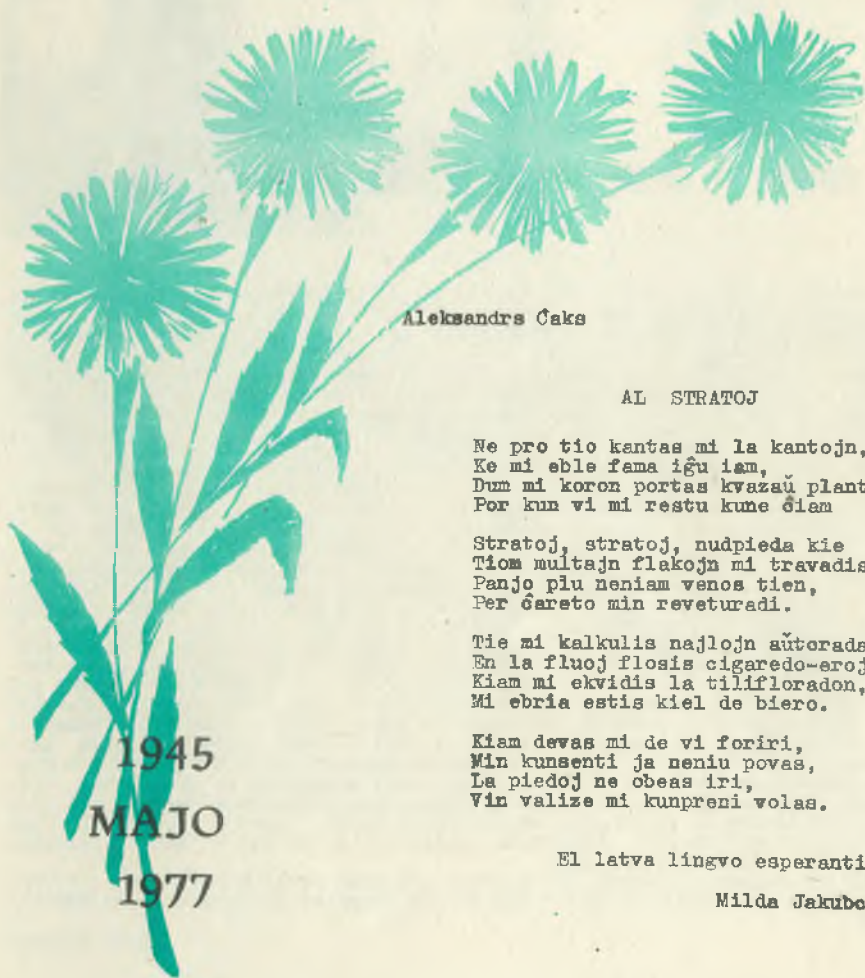 Aleksandrs Ĉaks
AL STRATOJ
Ne pro tio kantas mi la kantojn,
Ke mi eble fama iĝu iam,
Dum mi koron portas kvazaŭ plant
Por kun vi mi restu kune ĉiam
Stratoj, stratoj, nudpieda kie
Tiom multajn flakojn mi travadis
Panjo plu neniam venos tien,
Per ĉareto min reveturadi.
Tie mi kalkulis najlojn aŭtorada
En la fluoj flosis cigaredo-eroj
Kiam mi ekvidis la tilifloradon,
Mi ebria estis kiel de biero.
Kiam devas mi de vi foriri,
Min kunsenti ja neniu povas,
La piedoj ne obeas iri,
Vin valize mi kunpreni volas.
El latva lingvo esperanti
Milda Jakubo
1945
MAJO
1977